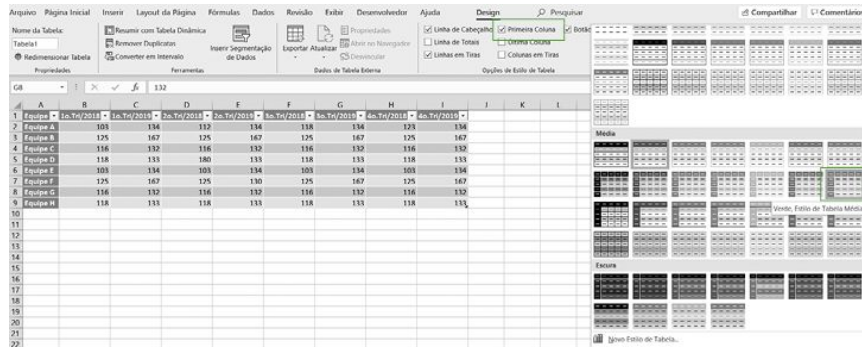 Arquivo Página Inicial Inserir Layout da Página Fórmulas Dados Revisão Exibir Desenvolvedor Ajuda Design Pesquisar Compartilhar Comentários
Nome da Tabela:
Tabela1
Redimensionar Tabela
Propriedades
Resumir com Tabela Dinâmica
Remover Duplicatas
Converter em Intervalo
Inserir Segmentação de Dados
Ferramentas
Exportar Atualizar
Propriedades
Abrir no Navegador
Desvincular
Dados de Tabela Externa
Linha de Cabeçalho Primeira Coluna Botão
Linha de Totais Última Coluna
Linhas em Tiras Colunas em Tiras
Opções de Estilo de Tabela
G8 fx 132
A B C D E F G H I J K L
1 Equipe 1o.Tri/2018 1o.Tri/2019 2o.Tri/2018 2o.Tri/2019 3o.Tri/2018 3o.Tri/2019 4o.Tri/2018 4o.Tri/2019
2 Equipe A 103 134 112 134 118 134 123 134
3 Equipe B 125 167 125 167 125 167 125 167
4 Equipe C 116 132 116 132 116 132 116 132
5 Equipe D 118 133 180 133 118 133 118 133
6 Equipe E 103 134 103 134 103 134 103 134
7 Equipe F 125 167 125 130 125 167 125 167
8 Equipe G 116 132 116 132 116 132 116 132
9 Equipe H 118 133 118 133 118 133 118 133
10
11
12
13
14
15
16
17
18
19
20
21
22
Média
Verde, Estilo de Tabela Média
Escura
Novo Estilo de Tabela...